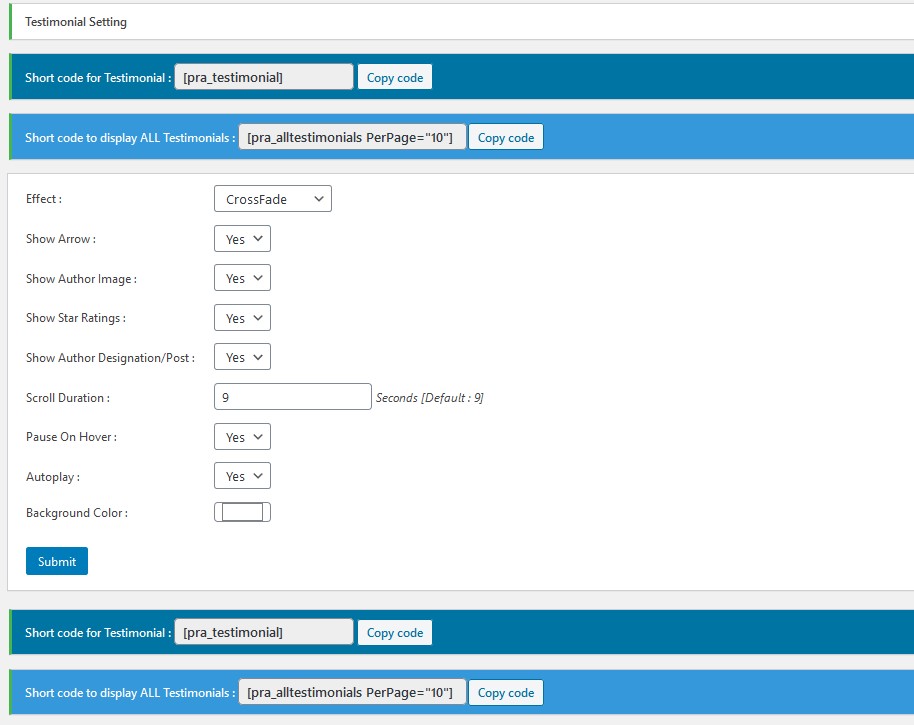 Testimonial Setting
Short code for Testimonial : [pra_testimonial] Copy code
Short code to display ALL Testimonials : [pra_alltestimonials PerPage="10"] Copy code
Effect : CrossFade
Show Arrow : Yes
Show Author Image : Yes
Show Star Ratings : Yes
Show Author Designation/Post : Yes
Scroll Duration : 9 Seconds [Default : 9]
Pause On Hover : Yes
Autoplay : Yes
Background Color :
Submit
Short code for Testimonial : [pra_testimonial] Copy code
Short code to display ALL Testimonials : [pra_alltestimonials PerPage="10"] Copy code